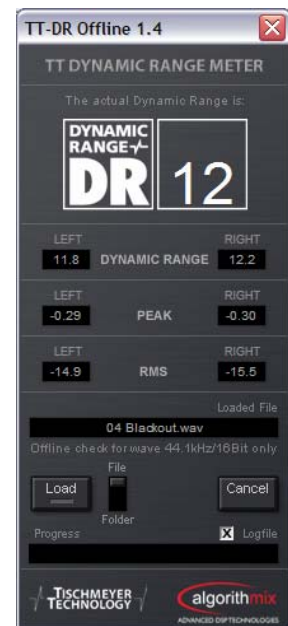 TT-DR Offline 1.4
TT DYNAMIC RANGE METER
The actual Dynamic Range is:
DYNAMIC
RANGE
DR 12
LEFT RIGHT
11.8 DYNAMIC RANGE 12.2
LEFT RIGHT
-0.29 PEAK -0.30
LEFT RIGHT
-14.9 RMS -15.5
Loaded File
04 Blackout.wav
Offline check for wave 44.1kHz/16Bit only
File
Load Cancel
Folder
Progress X Logfile
TISCHMEYER
TECHNOLOGY
algorithmix
ADVANCED DSP TECHNOLOGIES